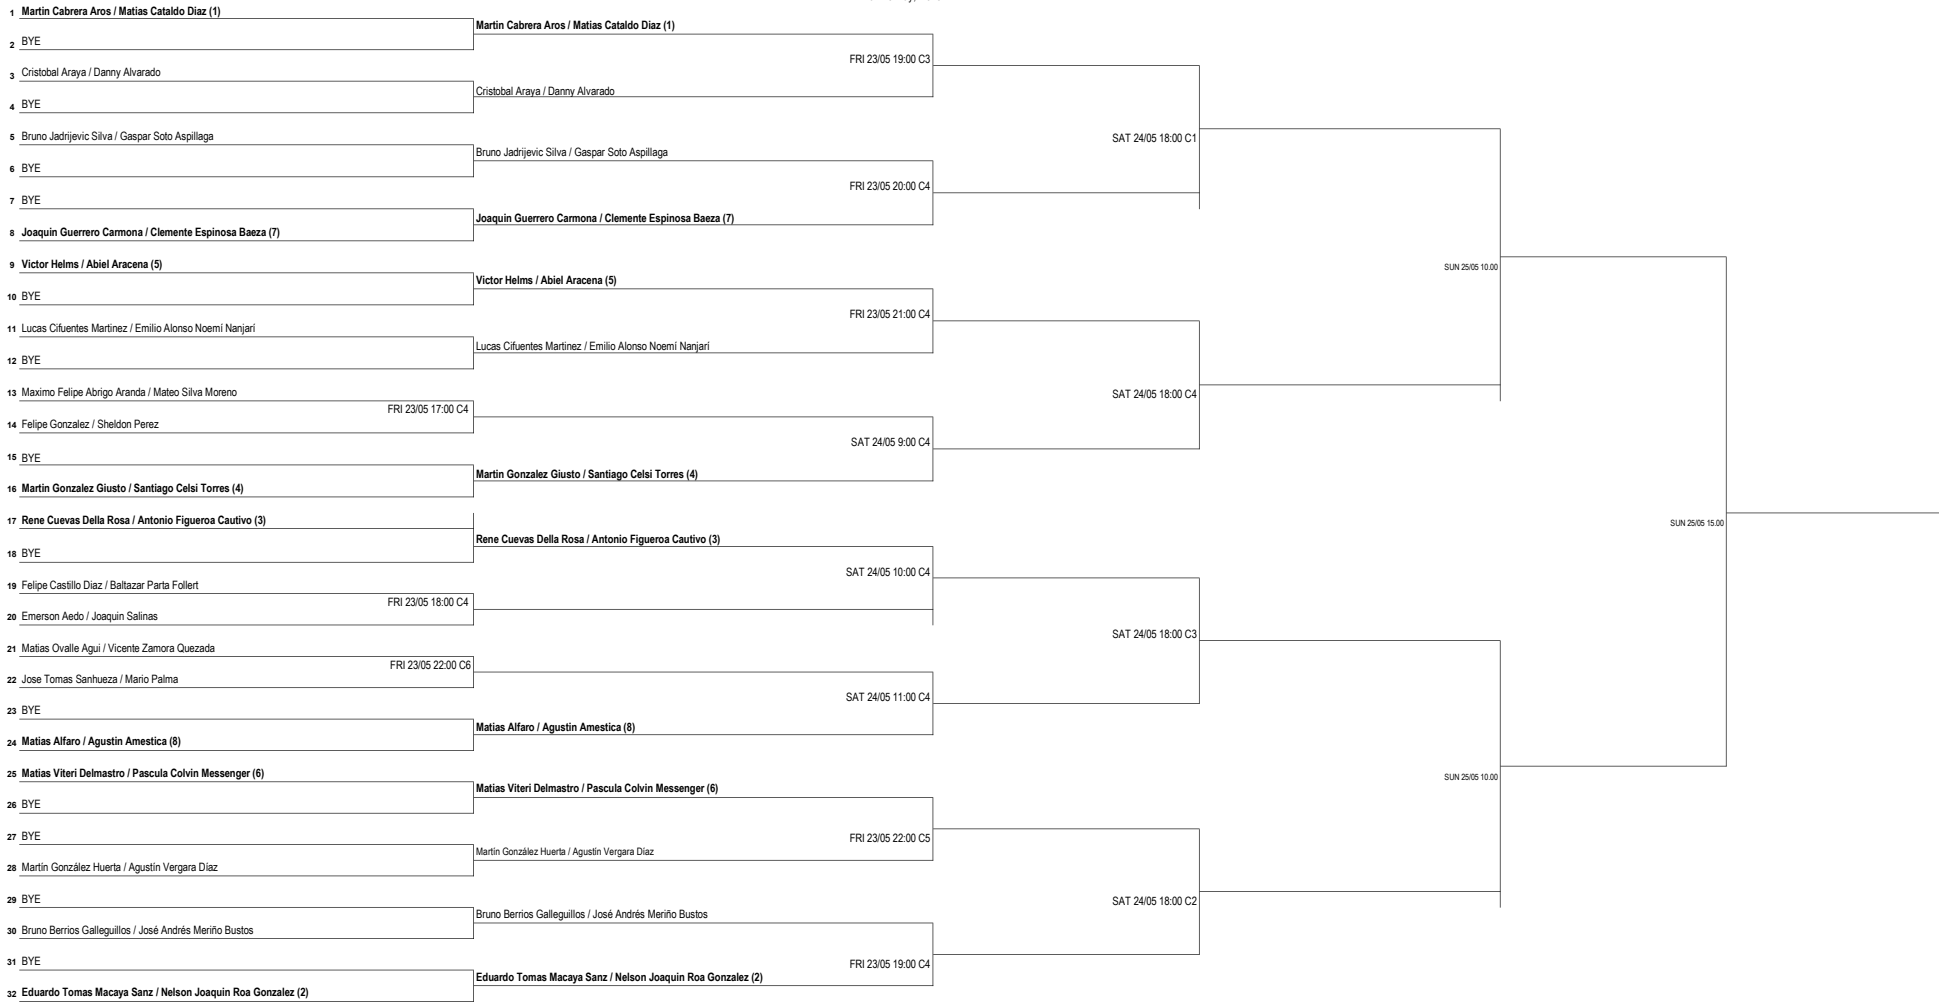 1 Martin Cabrera Aros / Matias Cataldo Diaz (1)
Martin Cabrera Aros / Matias Cataldo Diaz (1)
2 BYE
FRI 23/05 19:00 C3
3 Cristobal Araya / Danny Alvarado
Cristobal Araya / Danny Alvarado
4 BYE
SAT 24/05 18:00 C1
5 Bruno Jadrijevic Silva / Gaspar Soto Aspillaga
Bruno Jadrijevic Silva / Gaspar Soto Aspillaga
6 BYE
FRI 23/05 20:00 C4
7 BYE
Joaquin Guerrero Carmona / Clemente Espinosa Baeza (7)
8 Joaquin Guerrero Carmona / Clemente Espinosa Baeza (7)
SUN 25/05 10.00
9 Victor Helms / Abiel Aracena (5)
Victor Helms / Abiel Aracena (5)
10 BYE
FRI 23/05 21:00 C4
11 Lucas Cifuentes Martinez / Emilio Alonso Noemí Nanjarí
Lucas Cifuentes Martinez / Emilio Alonso Noemí Nanjarí
12 BYE
SAT 24/05 18:00 C4
13 Maximo Felipe Abrigo Aranda / Mateo Silva Moreno
FRI 23/05 17:00 C4
14 Felipe Gonzalez / Sheldon Perez
SAT 24/05 9:00 C4
15 BYE
Martin Gonzalez Giusto / Santiago Celsi Torres (4)
16 Martin Gonzalez Giusto / Santiago Celsi Torres (4)
SUN 25/05 15.00
17 Rene Cuevas Della Rosa / Antonio Figueroa Cautivo (3)
Rene Cuevas Della Rosa / Antonio Figueroa Cautivo (3)
18 BYE
SAT 24/05 10:00 C4
19 Felipe Castillo Diaz / Baltazar Parta Follert
FRI 23/05 18:00 C4
20 Emerson Aedo / Joaquin Salinas
SAT 24/05 18:00 C3
21 Matias Ovalle Agui / Vicente Zamora Quezada
FRI 23/05 22:00 C6
22 Jose Tomas Sanhueza / Mario Palma
SAT 24/05 11:00 C4
23 BYE
Matias Alfaro / Agustin Amestica (8)
24 Matias Alfaro / Agustin Amestica (8)
SUN 25/05 10.00
25 Matias Viteri Delmastro / Pascula Colvin Messenger (6)
Matias Viteri Delmastro / Pascula Colvin Messenger (6)
26 BYE
FRI 23/05 22:00 C5
27 BYE
Martín González Huerta / Agustín Vergara Díaz
28 Martín González Huerta / Agustín Vergara Díaz
SAT 24/05 18:00 C2
29 BYE
Bruno Berrios Galleguillos / José Andrés Meriño Bustos
30 Bruno Berrios Galleguillos / José Andrés Meriño Bustos
FRI 23/05 19:00 C4
31 BYE
Eduardo Tomas Macaya Sanz / Nelson Joaquin Roa Gonzalez (2)
32 Eduardo Tomas Macaya Sanz / Nelson Joaquin Roa Gonzalez (2)